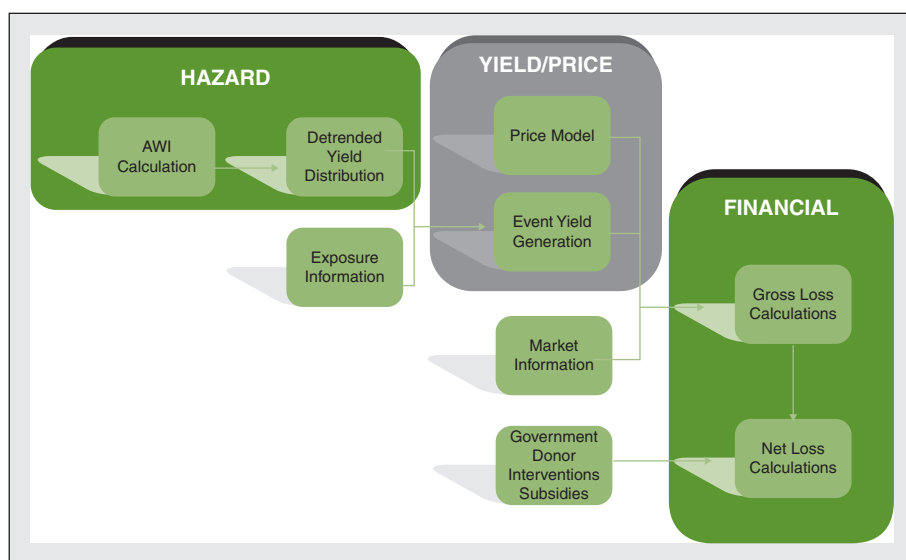 HAZARD
AWI
Calculation
Detrended
Yield
Distribution
Exposure
Information
YIELD/PRICE
Price Model
Event Yield
Generation
Market
Information
Government
Donor
Interventions
Subsidies
FINANCIAL
Gross Loss
Calculations
Net Loss
Calculations